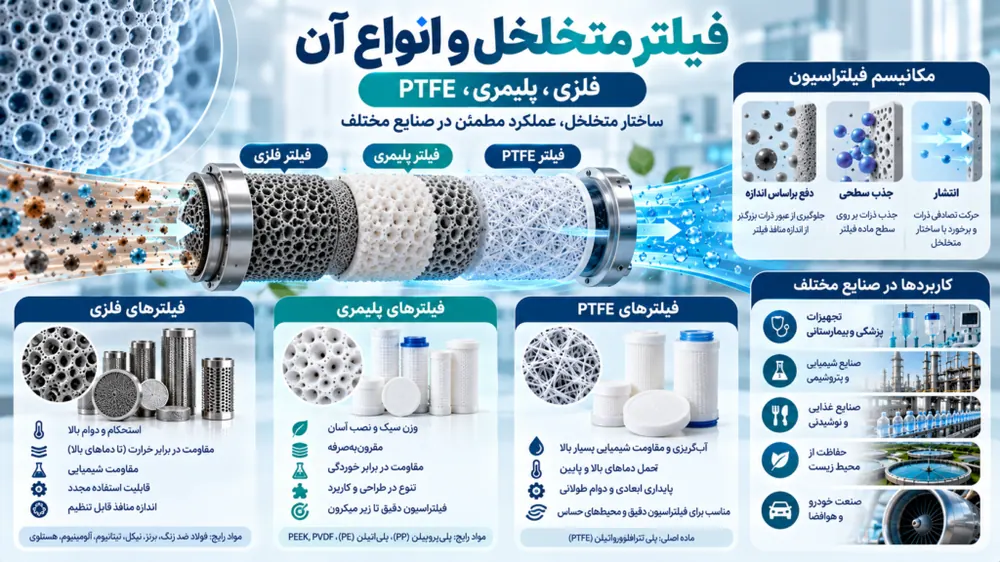 فیلتر متخلخل و انواع آن
فلزی ، پلیمری ، PTFE
ساختار متخلخل، عملکرد مطمئن در صنایع مختلف
فیلتر PTFE
فیلتر پلیمری
فیلتر فلزی
مکانیسم فیلتراسیون
انتشار
حرکت تصادفی ذرات
و برخورد با ساختار
متخلخل
جذب سطحی
جذب ذرات بر روی
سطح ماده فیلتر
دفع براساس اندازه
جلوگیری از عبور ذرات بزرگتر
از اندازه منافذ فیلتر
کاربردها در صنایع مختلف
تجهیزات
پزشکی و بیمارستانی
صنایع شیمیایی
و پتروشیمی
صنایع غذایی
و نوشیدنی
حفاظت از
محیط زیست
صنعت خودرو
و هوافضا
فیلترهای PTFE
آب‌گریزی و مقاومت شیمیایی بسیار بالا
تحمل دماهای بالا و پایین
پایداری ابعادی و دوام طولانی
مناسب برای فیلتراسیون دقیق و محیط‌های حساس
ماده اصلی: پلی تترافلوئورواتیلن (PTFE)
فیلترهای پلیمری
وزن سبک و نصب آسان
مقرون‌به‌صرفه
مقاومت در برابر خوردگی
تنوع در طراحی و کاربرد
فیلتراسیون دقیق تا زیر میکرون
مواد رایج: پلی‌پروپیلن (PP)، پلی‌اتیلن (PE)، PEEK, PVDF
فیلترهای فلزی
استحکام و دوام بالا
مقاومت در برابر حرارت (تا دماهای بالا)
مقاومت شیمیایی
قابلیت استفاده مجدد
اندازه منافذ قابل تنظیم
مواد رایج: فولاد ضد زنگ، برنز، نیکل، تیتانیوم، آلومینیوم، هستلوی